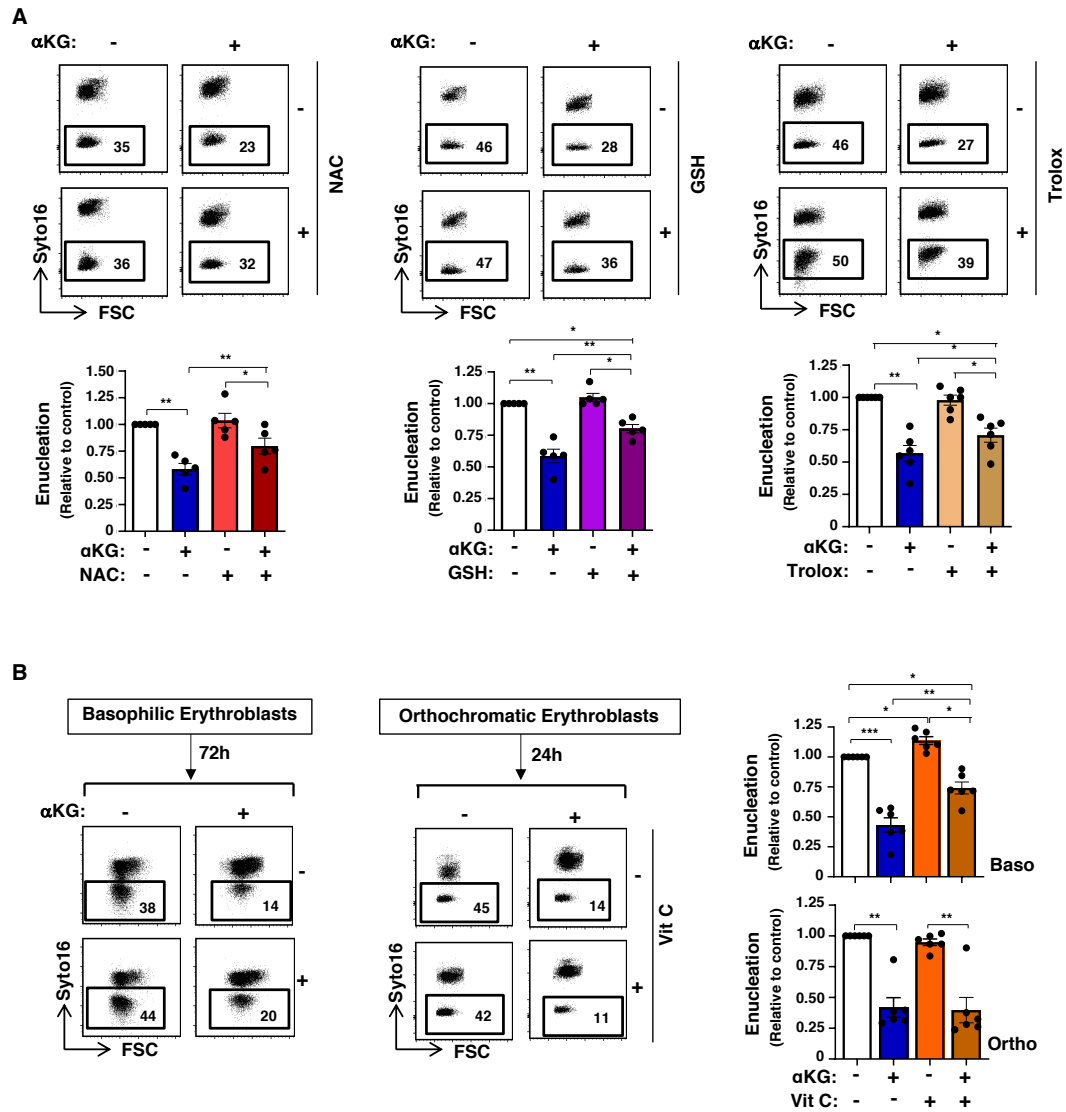 A
αKG: - + αKG: - + αKG: - +
35 23 - 46 28 - 46 27 -
NAC GSH Trolox
36 32 + 47 36 + 50 39 +
Syto16 Syto16 Syto16
FSC FSC FSC
** * ** * ** * * ** * * ** *
Enucleation
(Relative to control)
1.50
1.25
1.00
0.75
0.50
0.25
0
αKG: - + - +
NAC: - - + +
* ** ** *
Enucleation
(Relative to control)
1.25
1.00
0.75
0.50
0.25
0
αKG: - + - +
GSH: - - + +
* * ** *
Enucleation
(Relative to control)
1.25
1.00
0.75
0.50
0.25
0
αKG: - + - +
Trolox: - - + +
B
Basophilic Erythroblasts
72h
αKG: - +
38 14 -
44 20 +
Syto16
FSC
Orthochromatic Erythroblasts
24h
- +
45 14 -
Vit C
42 11 +
Syto16
FSC
*
**
* *
***
Enucleation
(Relative to control)
1.25
1.00
0.75
0.50
0.25
0
Baso
** **
Enucleation
(Relative to control)
1.25
1.00
0.75
0.50
0.25
0
Ortho
αKG: - + - +
Vit C: - - + +